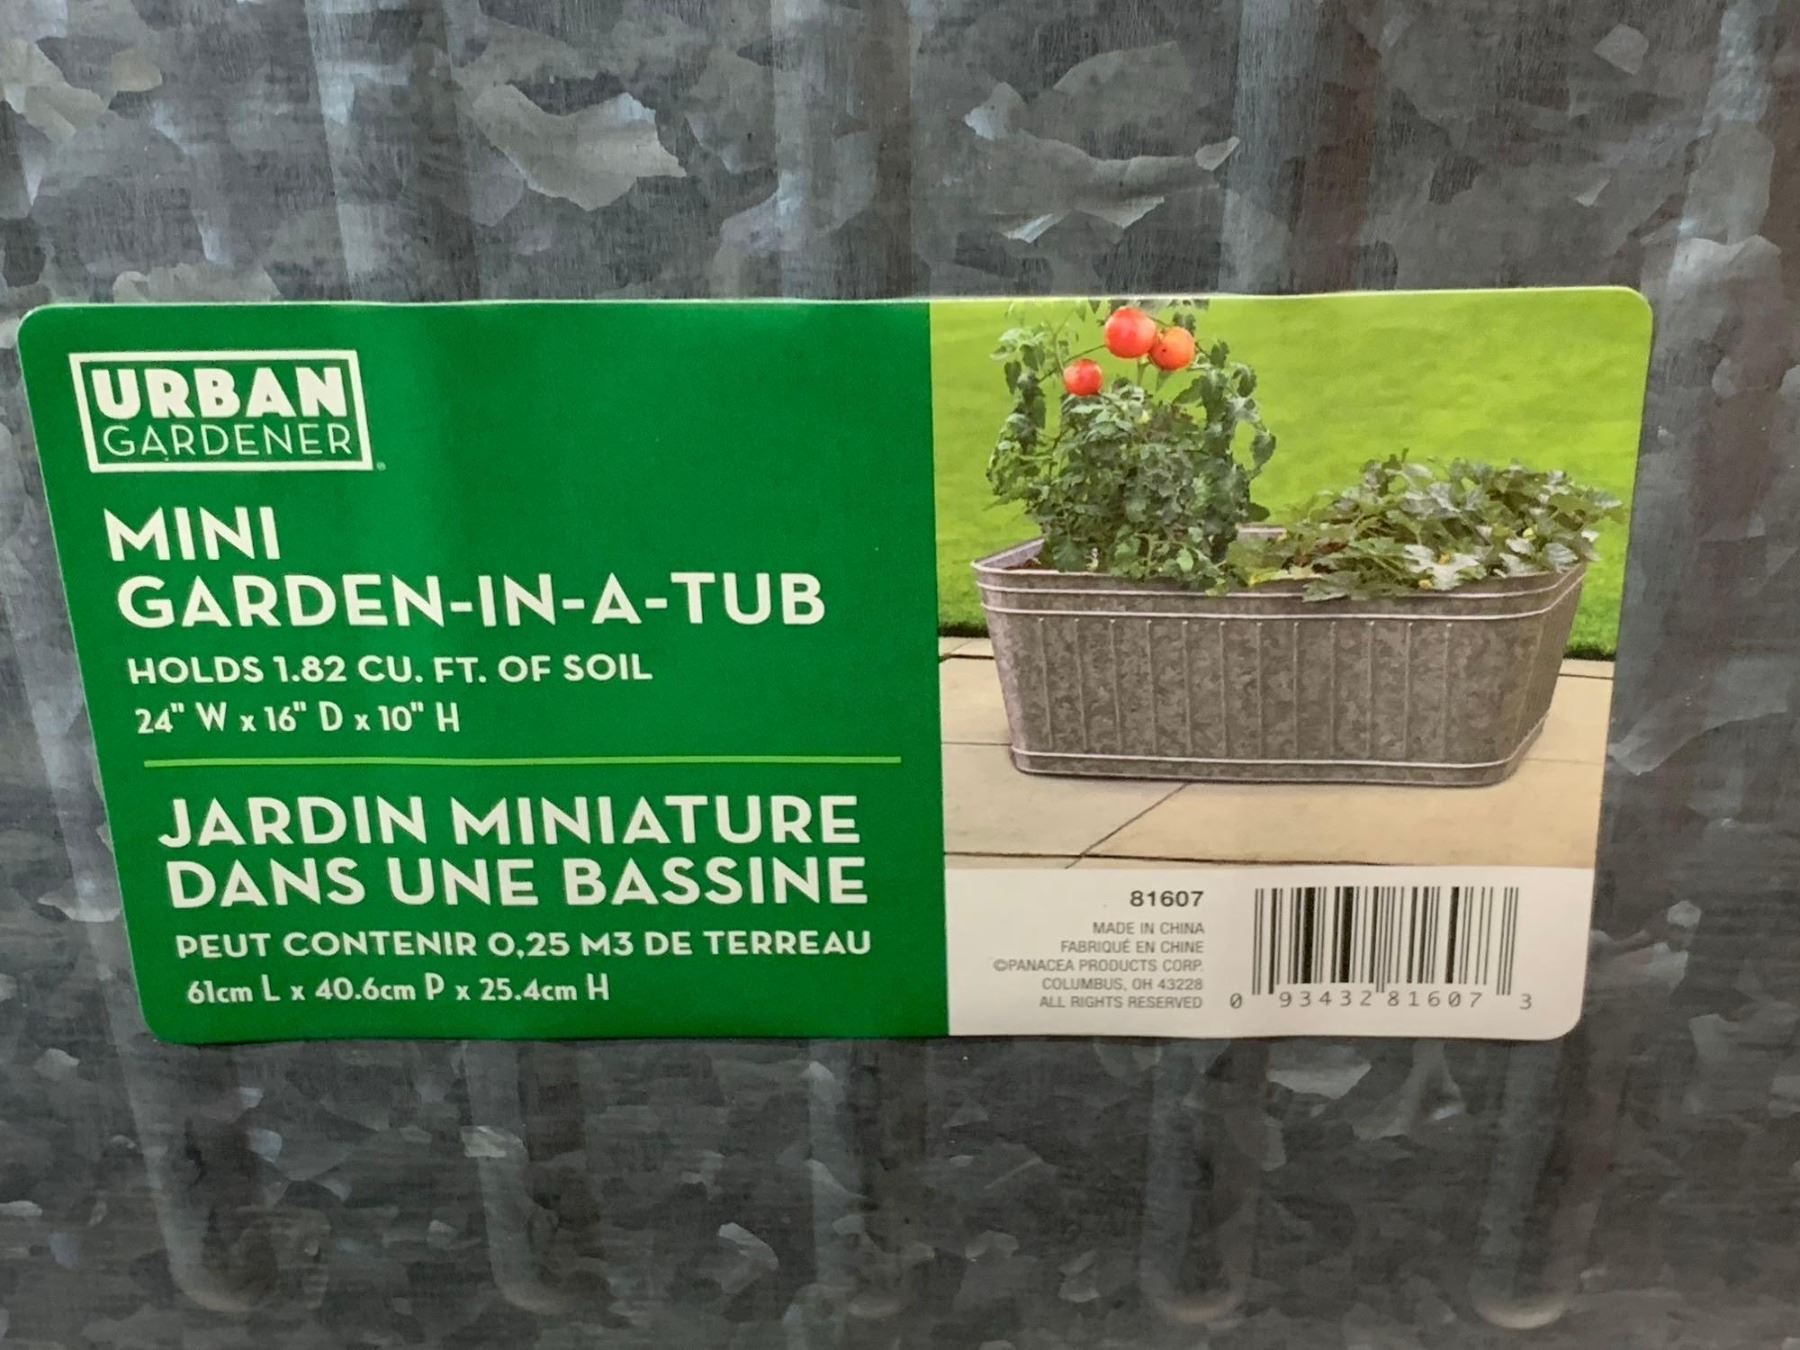 URBAN
GARDENER®
MINI
GARDEN-IN-A-TUB
HOLDS 1.82 CU. FT. OF SOIL
24" W x 16" D x 10" H
JARDIN MINIATURE
DANS UNE BASSINE
PEUT CONTENIR 0,25 M3 DE TERREAU
61cm L x 40.6cm P x 25.4cm H
81607
MADE IN CHINA
FABRIQUÉ EN CHINE
©PANACEA PRODUCTS CORP.
COLUMBUS, OH 43228
ALL RIGHTS RESERVED
0 93432 81607 3